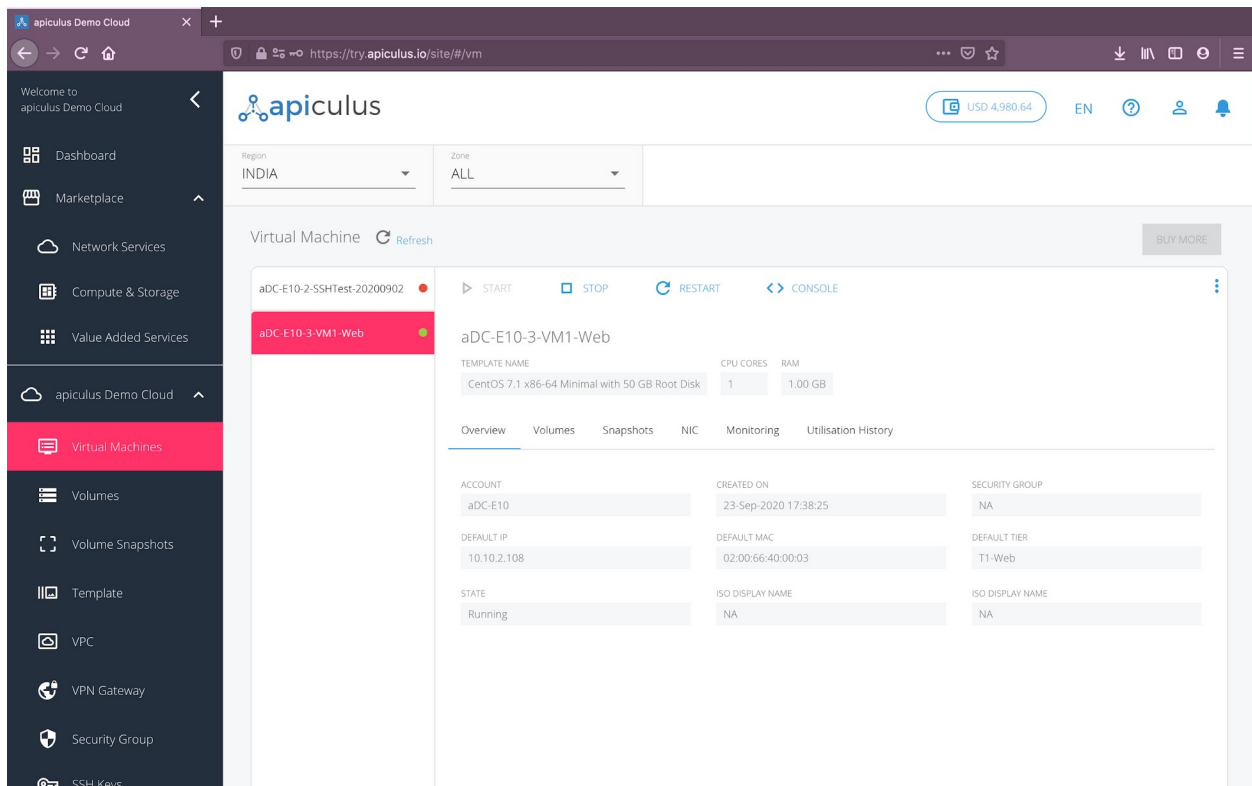 apiculus Demo Cloud
https://try.apiculus.io/site/#/vm
Welcome to
apiculus Demo Cloud
Dashboard
Marketplace
Network Services
Compute & Storage
Value Added Services
apiculus Demo Cloud
Virtual Machines
Volumes
Volume Snapshots
Template
VPC
VPN Gateway
Security Group
SSH Keys
apiculus
USD 4,980.64
EN
Region
INDIA
Zone
ALL
Virtual Machine
Refresh
BUY MORE
aDC-E10-2-SSHTest-20200902
aDC-E10-3-VM1-Web
START STOP RESTART CONSOLE
aDC-E10-3-VM1-Web
TEMPLATE NAME CPU CORES RAM
CentOS 7.1 x86-64 Minimal with 50 GB Root Disk 1 1.00 GB
Overview Volumes Snapshots NIC Monitoring Utilisation History
ACCOUNT CREATED ON SECURITY GROUP
aDC-E10 23-Sep-2020 17:38:25 NA
DEFAULT IP DEFAULT MAC DEFAULT TIER
10.10.2.108 02:00:66:40:00:03 T1-Web
STATE ISO DISPLAY NAME ISO DISPLAY NAME
Running NA NA